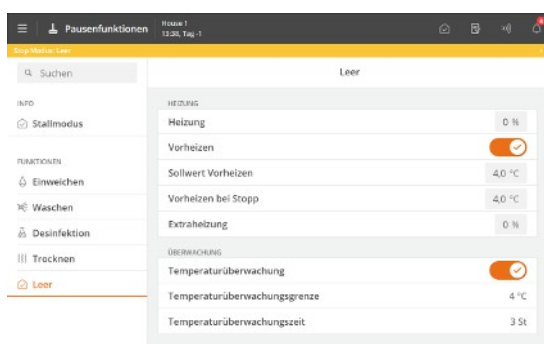 Pausenfunktionen
House 1
13:38, Tag -1
Stop Modus: Leer
Suchen
Leer
INFO
Stallmodus
FUNKTIONEN
Einweichen
Waschen
Desinfektion
Trocknen
Leer
HEIZUNG
Heizung 0 %
Vorheizen
Sollwert Vorheizen 4,0 °C
Vorheizen bei Stopp 4,0 °C
Extraheizung 0 %
ÜBERWACHUNG
Temperaturüberwachung
Temperaturüberwachungsgrenze 4 °C
Temperaturüberwachungszeit 3 St